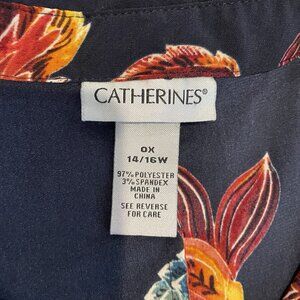 CATHERINES®
0X
14/16W
97% POLYESTER
3% SPANDEX
MADE IN
CHINA
SEE REVERSE
FOR CARE